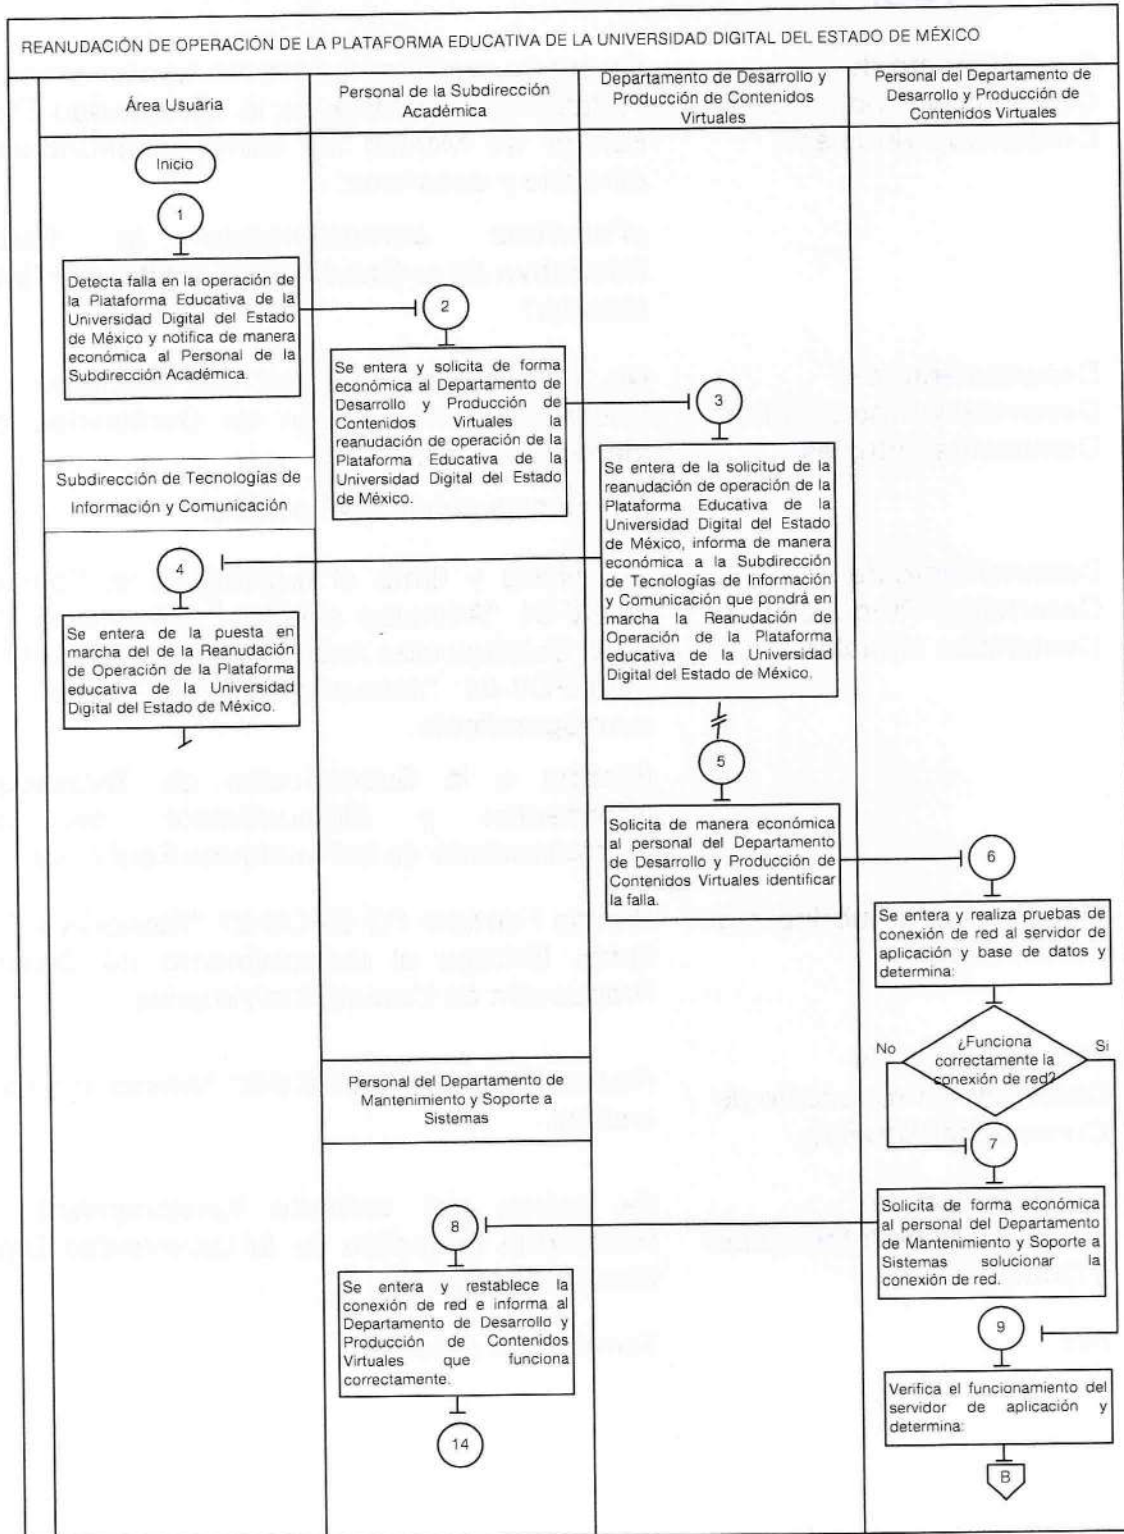 REANUDACIÓN DE OPERACIÓN DE LA PLATAFORMA EDUCATIVA DE LA UNIVERSIDAD DIGITAL DEL ESTADO DE MÉXICO
Área Usuaria
Personal de la Subdirección
Académica
Departamento de Desarrollo y
Producción de Contenidos
Virtuales
Personal del Departamento de
Desarrollo y Producción de
Contenidos Virtuales
Inicio
1
Detecta falla en la operación de
la Plataforma Educativa de la
Universidad Digital del Estado
de México y notifica de manera
económica al Personal de la
Subdirección Académica.
2
Se entera y solicita de forma
económica al Departamento de
Desarrollo y Producción de
Contenidos Virtuales la
reanudación de operación de la
Plataforma Educativa de la
Universidad Digital del Estado
de México.
3
Se entera de la solicitud de la
reanudación de operación de la
Plataforma Educativa de la
Universidad Digital del Estado
de México, informa de manera
económica a la Subdirección
de Tecnologías de Información
y Comunicación que pondrá en
marcha la Reanudación de
Operación de la Plataforma
educativa de la Universidad
Digital del Estado de México.
Subdirección de Tecnologías de
Información y Comunicación
4
Se entera de la puesta en
marcha del de la Reanudación
de Operación de la Plataforma
educativa de la Universidad
Digital del Estado de México.
5
Solicita de manera económica
al personal del Departamento
de Desarrollo y Producción de
Contenidos Virtuales identificar
la falla.
6
Se entera y realiza pruebas de
conexión de red al servidor de
aplicación y base de datos y
determina:
¿Funciona
correctamente la
conexión de red?
No
Si
7
Solicita de forma económica
al personal del Departamento
de Mantenimiento y Soporte a
Sistemas solucionar la
conexión de red.
Personal del Departamento de
Mantenimiento y Soporte a
Sistemas
8
Se entera y restablece la
conexión de red e informa al
Departamento de Desarrollo y
Producción de Contenidos
Virtuales que funciona
correctamente.
14
9
Verifica el funcionamiento del
servidor de aplicación y
determina:
B